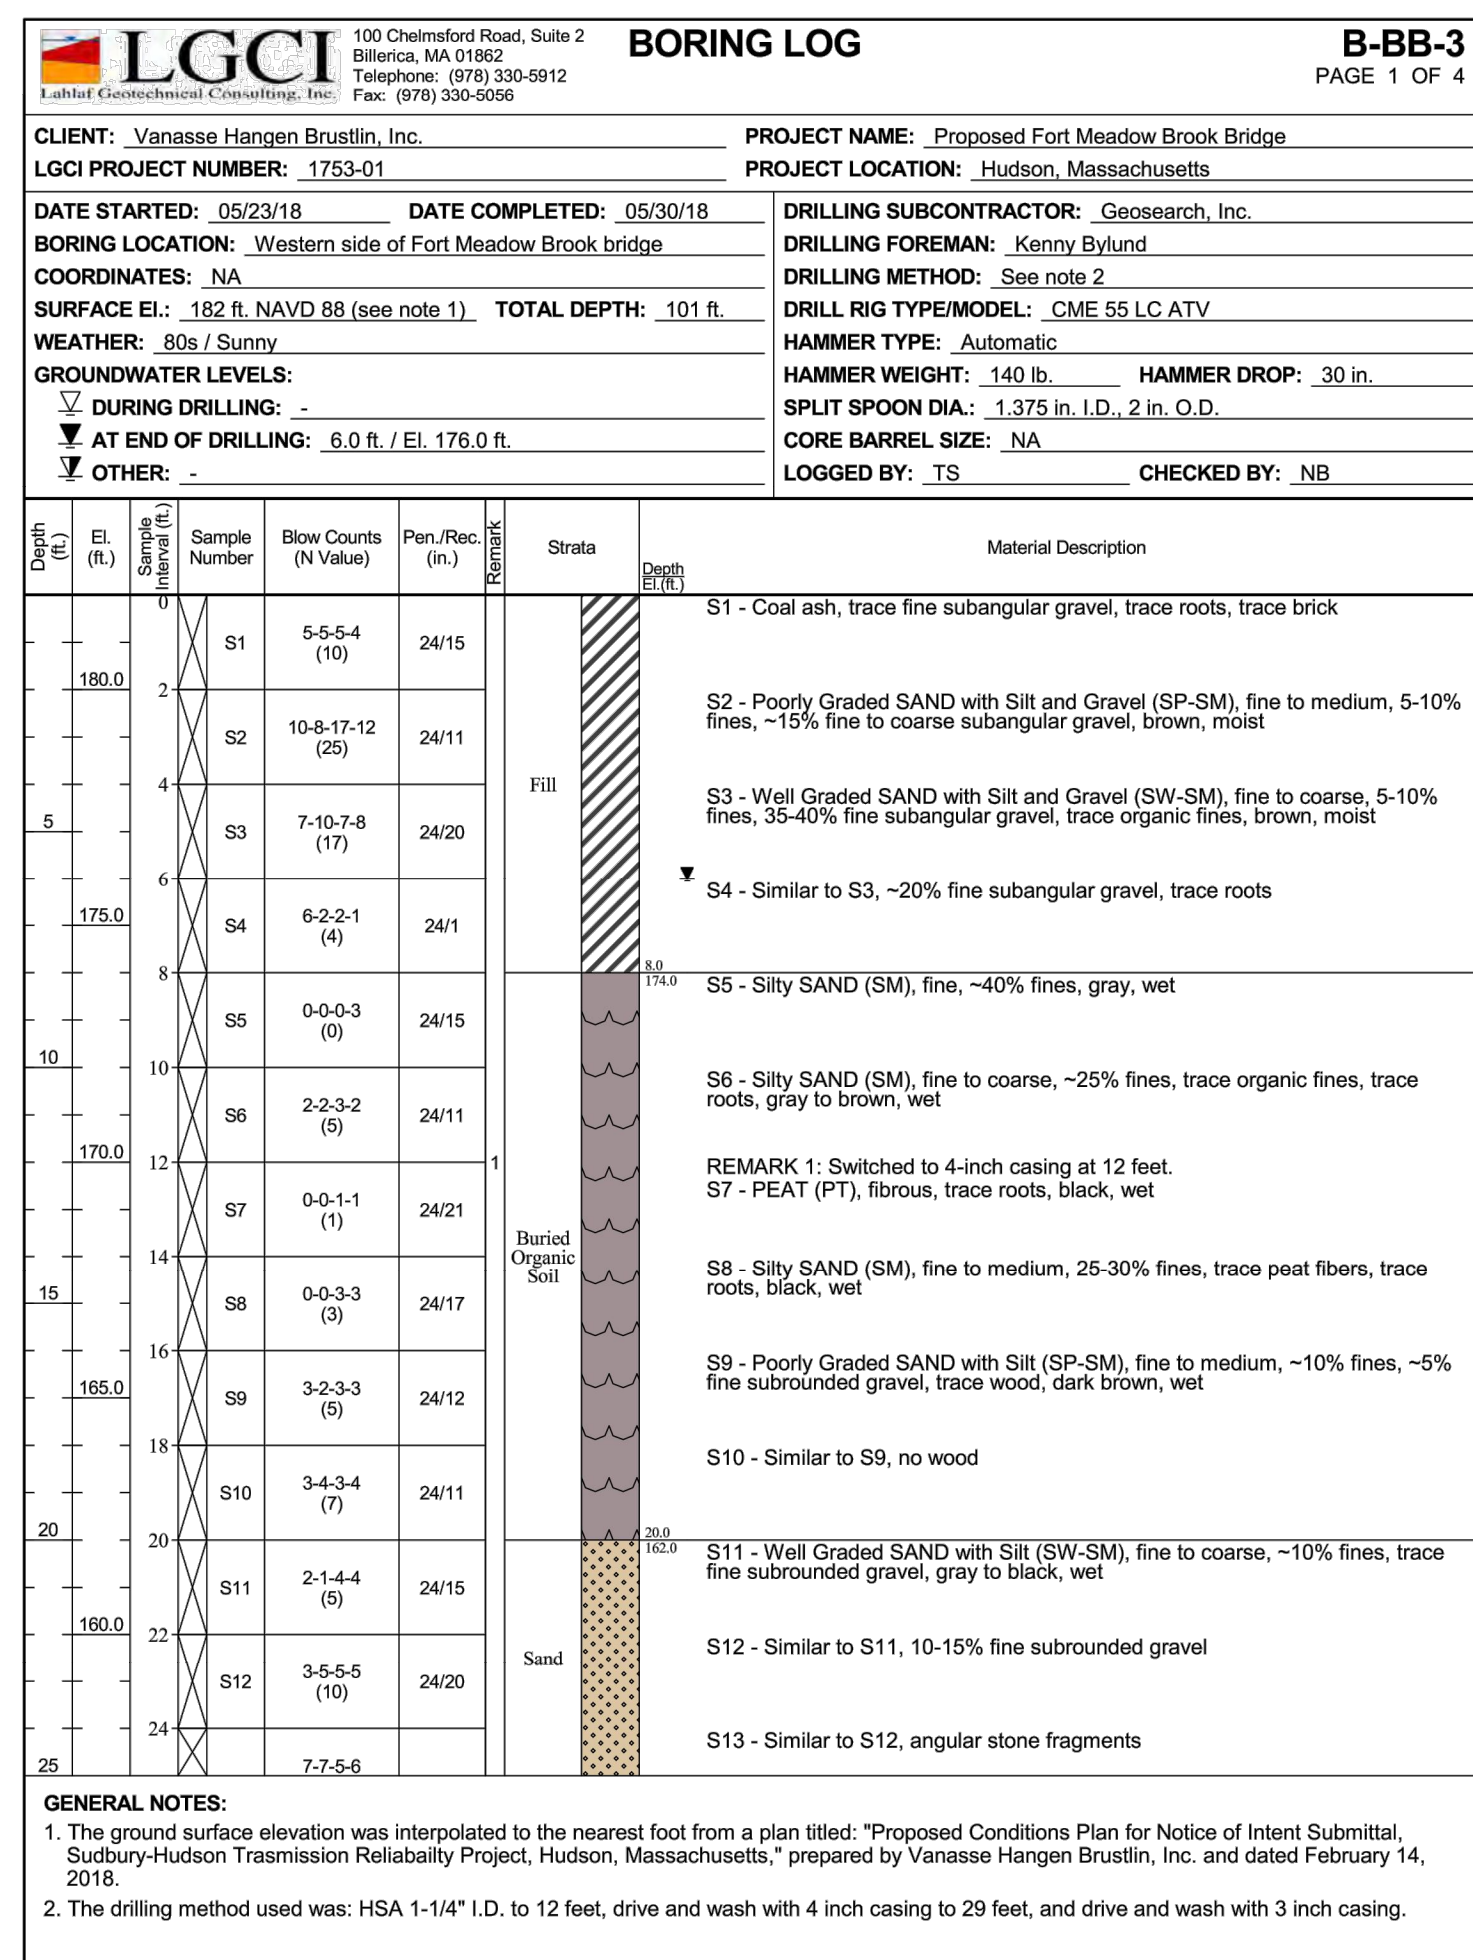 LGCI
Lahlaf Geotechnical Consulting, Inc.
100 Chelmsford Road, Suite 2
Billerica, MA 01862
Telephone: (978) 330-5912
Fax: (978) 330-5056
BORING LOG
B-BB-3
PAGE 1 OF 4
CLIENT: Vanasse Hangen Brustlin, Inc.
PROJECT NAME: Proposed Fort Meadow Brook Bridge
LGCI PROJECT NUMBER: 1753-01
PROJECT LOCATION: Hudson, Massachusetts
DATE STARTED: 05/23/18 DATE COMPLETED: 05/30/18
BORING LOCATION: Western side of Fort Meadow Brook bridge
COORDINATES: NA
SURFACE El.: 182 ft. NAVD 88 (see note 1) TOTAL DEPTH: 101 ft.
WEATHER: 80s / Sunny
GROUNDWATER LEVELS:
DURING DRILLING: -
AT END OF DRILLING: 6.0 ft. / El. 176.0 ft.
OTHER: -
DRILLING SUBCONTRACTOR: Geosearch, Inc.
DRILLING FOREMAN: Kenny Bylund
DRILLING METHOD: See note 2
DRILL RIG TYPE/MODEL: CME 55 LC ATV
HAMMER TYPE: Automatic
HAMMER WEIGHT: 140 lb. HAMMER DROP: 30 in.
SPLIT SPOON DIA.: 1.375 in. I.D., 2 in. O.D.
CORE BARREL SIZE: NA
LOGGED BY: TS CHECKED BY: NB
Depth
(ft.)
El.
(ft.)
Sample
Interval (ft.)
Sample
Number
Blow Counts
(N Value)
Pen./Rec.
(in.)
Remark
Strata
Depth
El.(ft.)
Material Description
0
S1
5-5-5-4
(10)
24/15
S1 - Coal ash, trace fine subangular gravel, trace roots, trace brick
180.0
2
S2
10-8-17-12
(25)
24/11
S2 - Poorly Graded SAND with Silt and Gravel (SP-SM), fine to medium, 5-10%
fines, ~15% fine to coarse subangular gravel, brown, moist
Fill
4
5
S3
7-10-7-8
(17)
24/20
S3 - Well Graded SAND with Silt and Gravel (SW-SM), fine to coarse, 5-10%
fines, 35-40% fine subangular gravel, trace organic fines, brown, moist
6
175.0
S4
6-2-2-1
(4)
24/1
S4 - Similar to S3, ~20% fine subangular gravel, trace roots
8
8.0
174.0
S5
0-0-0-3
(0)
24/15
S5 - Silty SAND (SM), fine, ~40% fines, gray, wet
10
10
S6
2-2-3-2
(5)
24/11
S6 - Silty SAND (SM), fine to coarse, ~25% fines, trace organic fines, trace
roots, gray to brown, wet
170.0
12
1
REMARK 1: Switched to 4-inch casing at 12 feet.
S7
0-0-1-1
(1)
24/21
S7 - PEAT (PT), fibrous, trace roots, black, wet
Buried
Organic
Soil
14
15
S8
0-0-3-3
(3)
24/17
S8 - Silty SAND (SM), fine to medium, 25-30% fines, trace peat fibers, trace
roots, black, wet
16
165.0
S9
3-2-3-3
(5)
24/12
S9 - Poorly Graded SAND with Silt (SP-SM), fine to medium, ~10% fines, ~5%
fine subrounded gravel, trace wood, dark brown, wet
18
S10
3-4-3-4
(7)
24/11
S10 - Similar to S9, no wood
20
20
20.0
162.0
S11
2-1-4-4
(5)
24/15
S11 - Well Graded SAND with Silt (SW-SM), fine to coarse, ~10% fines, trace
fine subrounded gravel, gray to black, wet
160.0
22
Sand
S12
3-5-5-5
(10)
24/20
S12 - Similar to S11, 10-15% fine subrounded gravel
24
25
7-7-5-6
S13 - Similar to S12, angular stone fragments
GENERAL NOTES:
1. The ground surface elevation was interpolated to the nearest foot from a plan titled: "Proposed Conditions Plan for Notice of Intent Submittal,
Sudbury-Hudson Trasmission Reliabailty Project, Hudson, Massachusetts," prepared by Vanasse Hangen Brustlin, Inc. and dated February 14,
2018.
2. The drilling method used was: HSA 1-1/4" I.D. to 12 feet, drive and wash with 4 inch casing to 29 feet, and drive and wash with 3 inch casing.